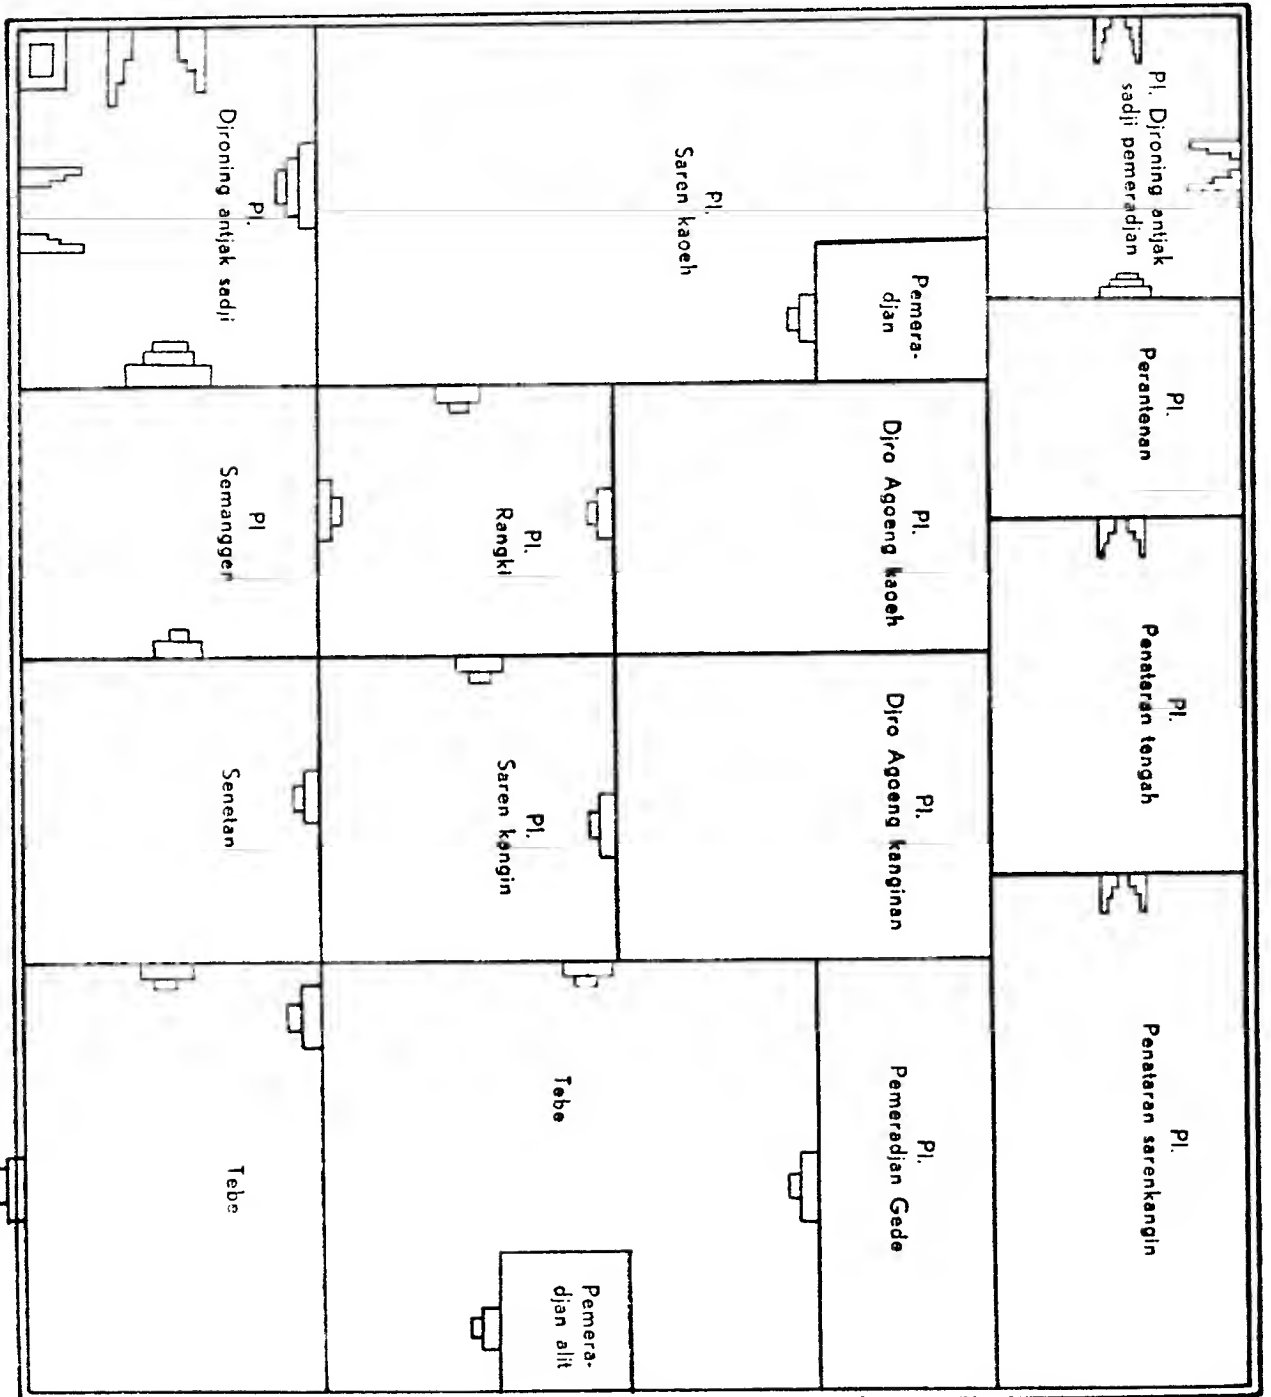 Pl. Djroning antjak
sadji pemeradjan
Pl.
Perantenan
Pl.
Penataran tengah
Pl.
Penataran sarenkangin
Pl.
Saren kaoeh
Pemera-
djan
Pl.
Djro Agoeng kaoeh
Pl.
Djro Agoeng kanginan
Pl.
Pemeradjan Gede
Pl.
Rangki
Pl.
Saren kangin
Tebe
Pemera-
djan alit
Pl.
Djroning antjak sadji
Pl
Semangger
Senetan
Tebe